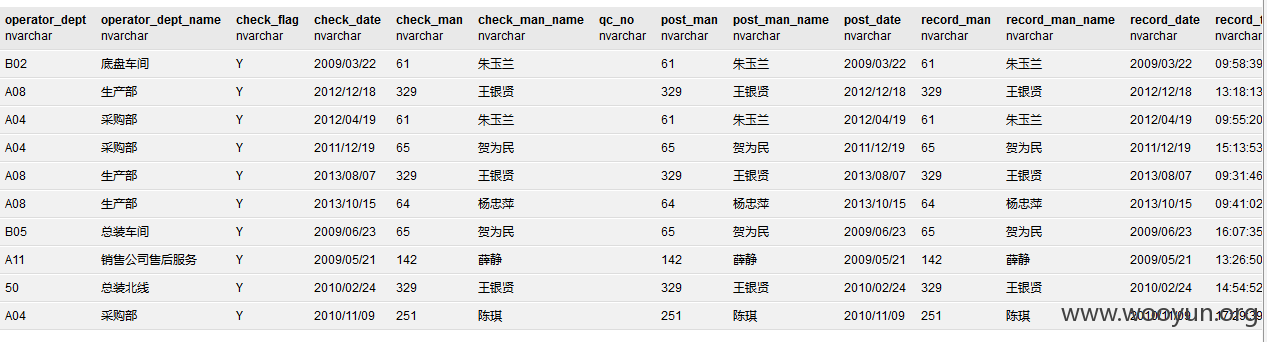 operator_dept operator_dept_name check_flag check_date check_man check_man_name qc_no post_man post_man_name post_date record_man record_man_name record_date
nvarchar nvarchar nvarchar nvarchar nvarchar nvarchar nvarchar nvarchar nvarchar nvarchar nvarchar nvarchar nvarchar nvarchar
B02 底盘车间 Y 2009/03/22 61 朱玉兰 61 朱玉兰 2009/03/22 61 朱玉兰 2009/03/22 09:58:39
A08 生产部 Y 2012/12/18 329 王银贤 329 王银贤 2012/12/18 329 王银贤 2012/12/18 13:18:13
A04 采购部 Y 2012/04/19 61 朱玉兰 61 朱玉兰 2012/04/19 61 朱玉兰 2012/04/19 09:55:20
A04 采购部 Y 2011/12/19 65 贺为民 65 贺为民 2011/12/19 65 贺为民 2011/12/19 15:13:53
A08 生产部 Y 2013/08/07 329 王银贤 329 王银贤 2013/08/07 329 王银贤 2013/08/07 09:31:46
A08 生产部 Y 2013/10/15 64 杨忠萍 64 杨忠萍 2013/10/15 64 杨忠萍 2013/10/15 09:41:02
B05 总装车间 Y 2009/06/23 65 贺为民 65 贺为民 2009/06/23 65 贺为民 2009/06/23 16:07:35
A11 销售公司售后服务 Y 2009/05/21 142 薛静 142 薛静 2009/05/21 142 薛静 2009/05/21 13:26:50
50 总装北线 Y 2010/02/24 329 王银贤 329 王银贤 2010/02/24 329 王银贤 2010/02/24 14:54:52
A04 采购部 Y 2010/11/09 251 陈琪 251 陈琪 2010/11/09 251 陈琪 2010/11/09 17:29:39
www.wooyun.org